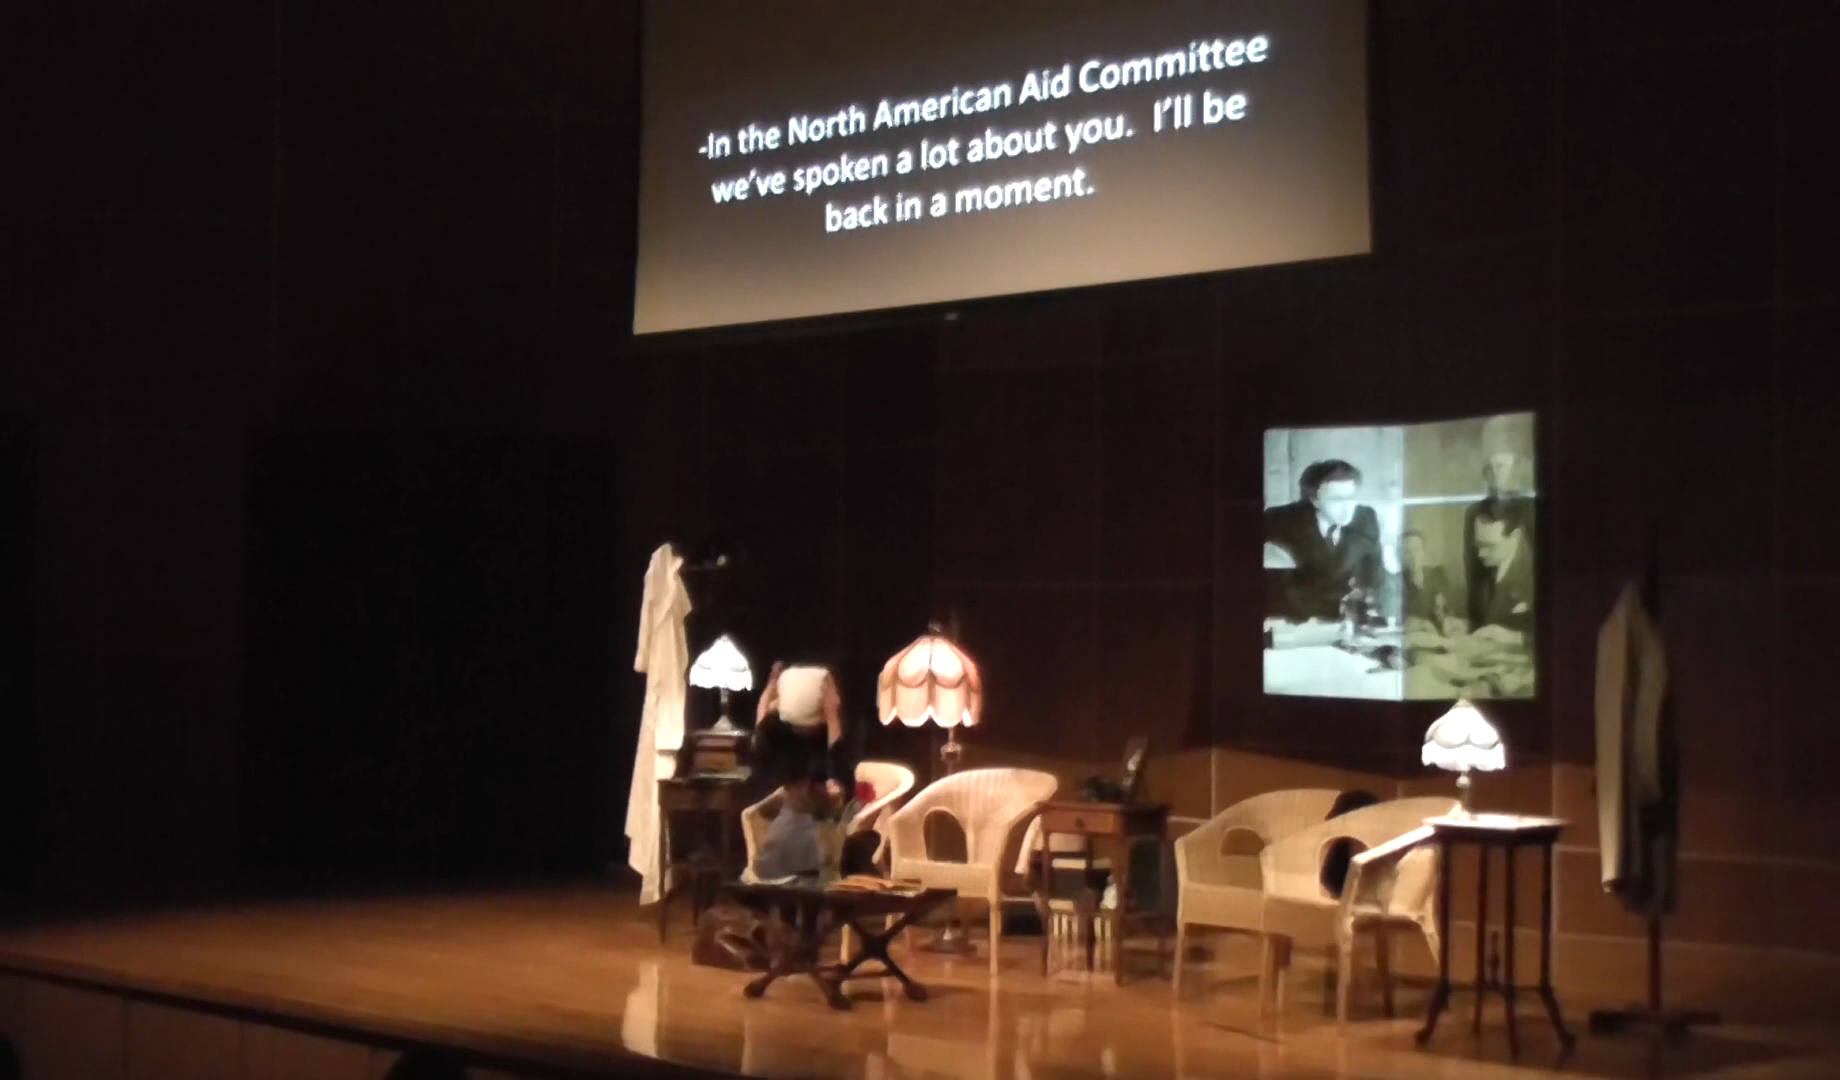 -In the North American Aid Committee
we've spoken a lot about you.  I'll be
back in a moment.